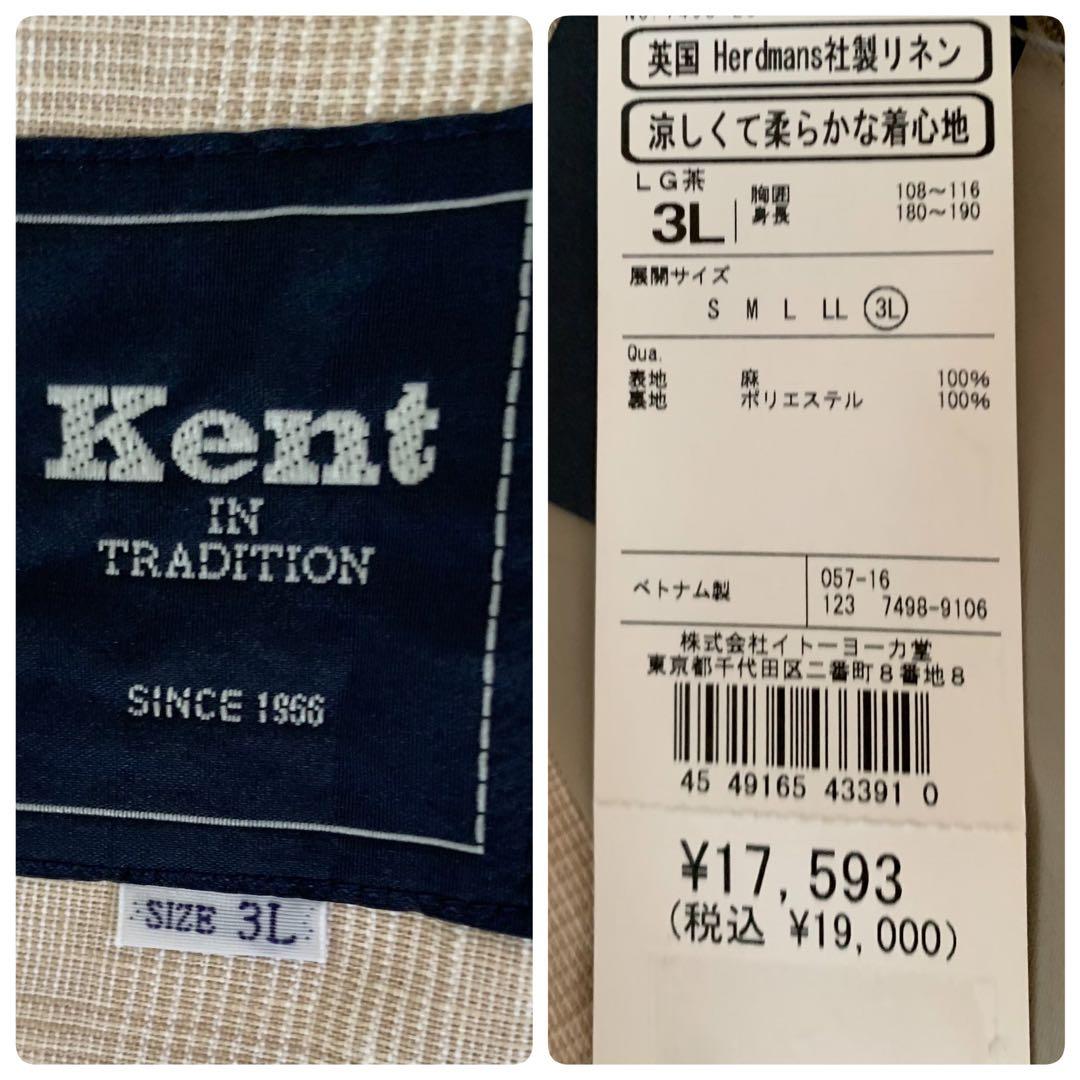 Kent
IN
TRADITION
SINCE 1966
SIZE 3L
英国 Herdmans社製リネン
涼しくて柔らかな着心地
LG茶
3L
胸囲 108～116
身長 180～190
展開サイズ
S M L LL 3L
Qua.
表地 麻 100%
裏地 ポリエステル 100%
ベトナム製
057-16
123 7498-9106
株式会社イトーヨーカ堂
東京都千代田区二番町8番地8
45 49165 43391 0
¥17,593
(税込 ¥19,000)